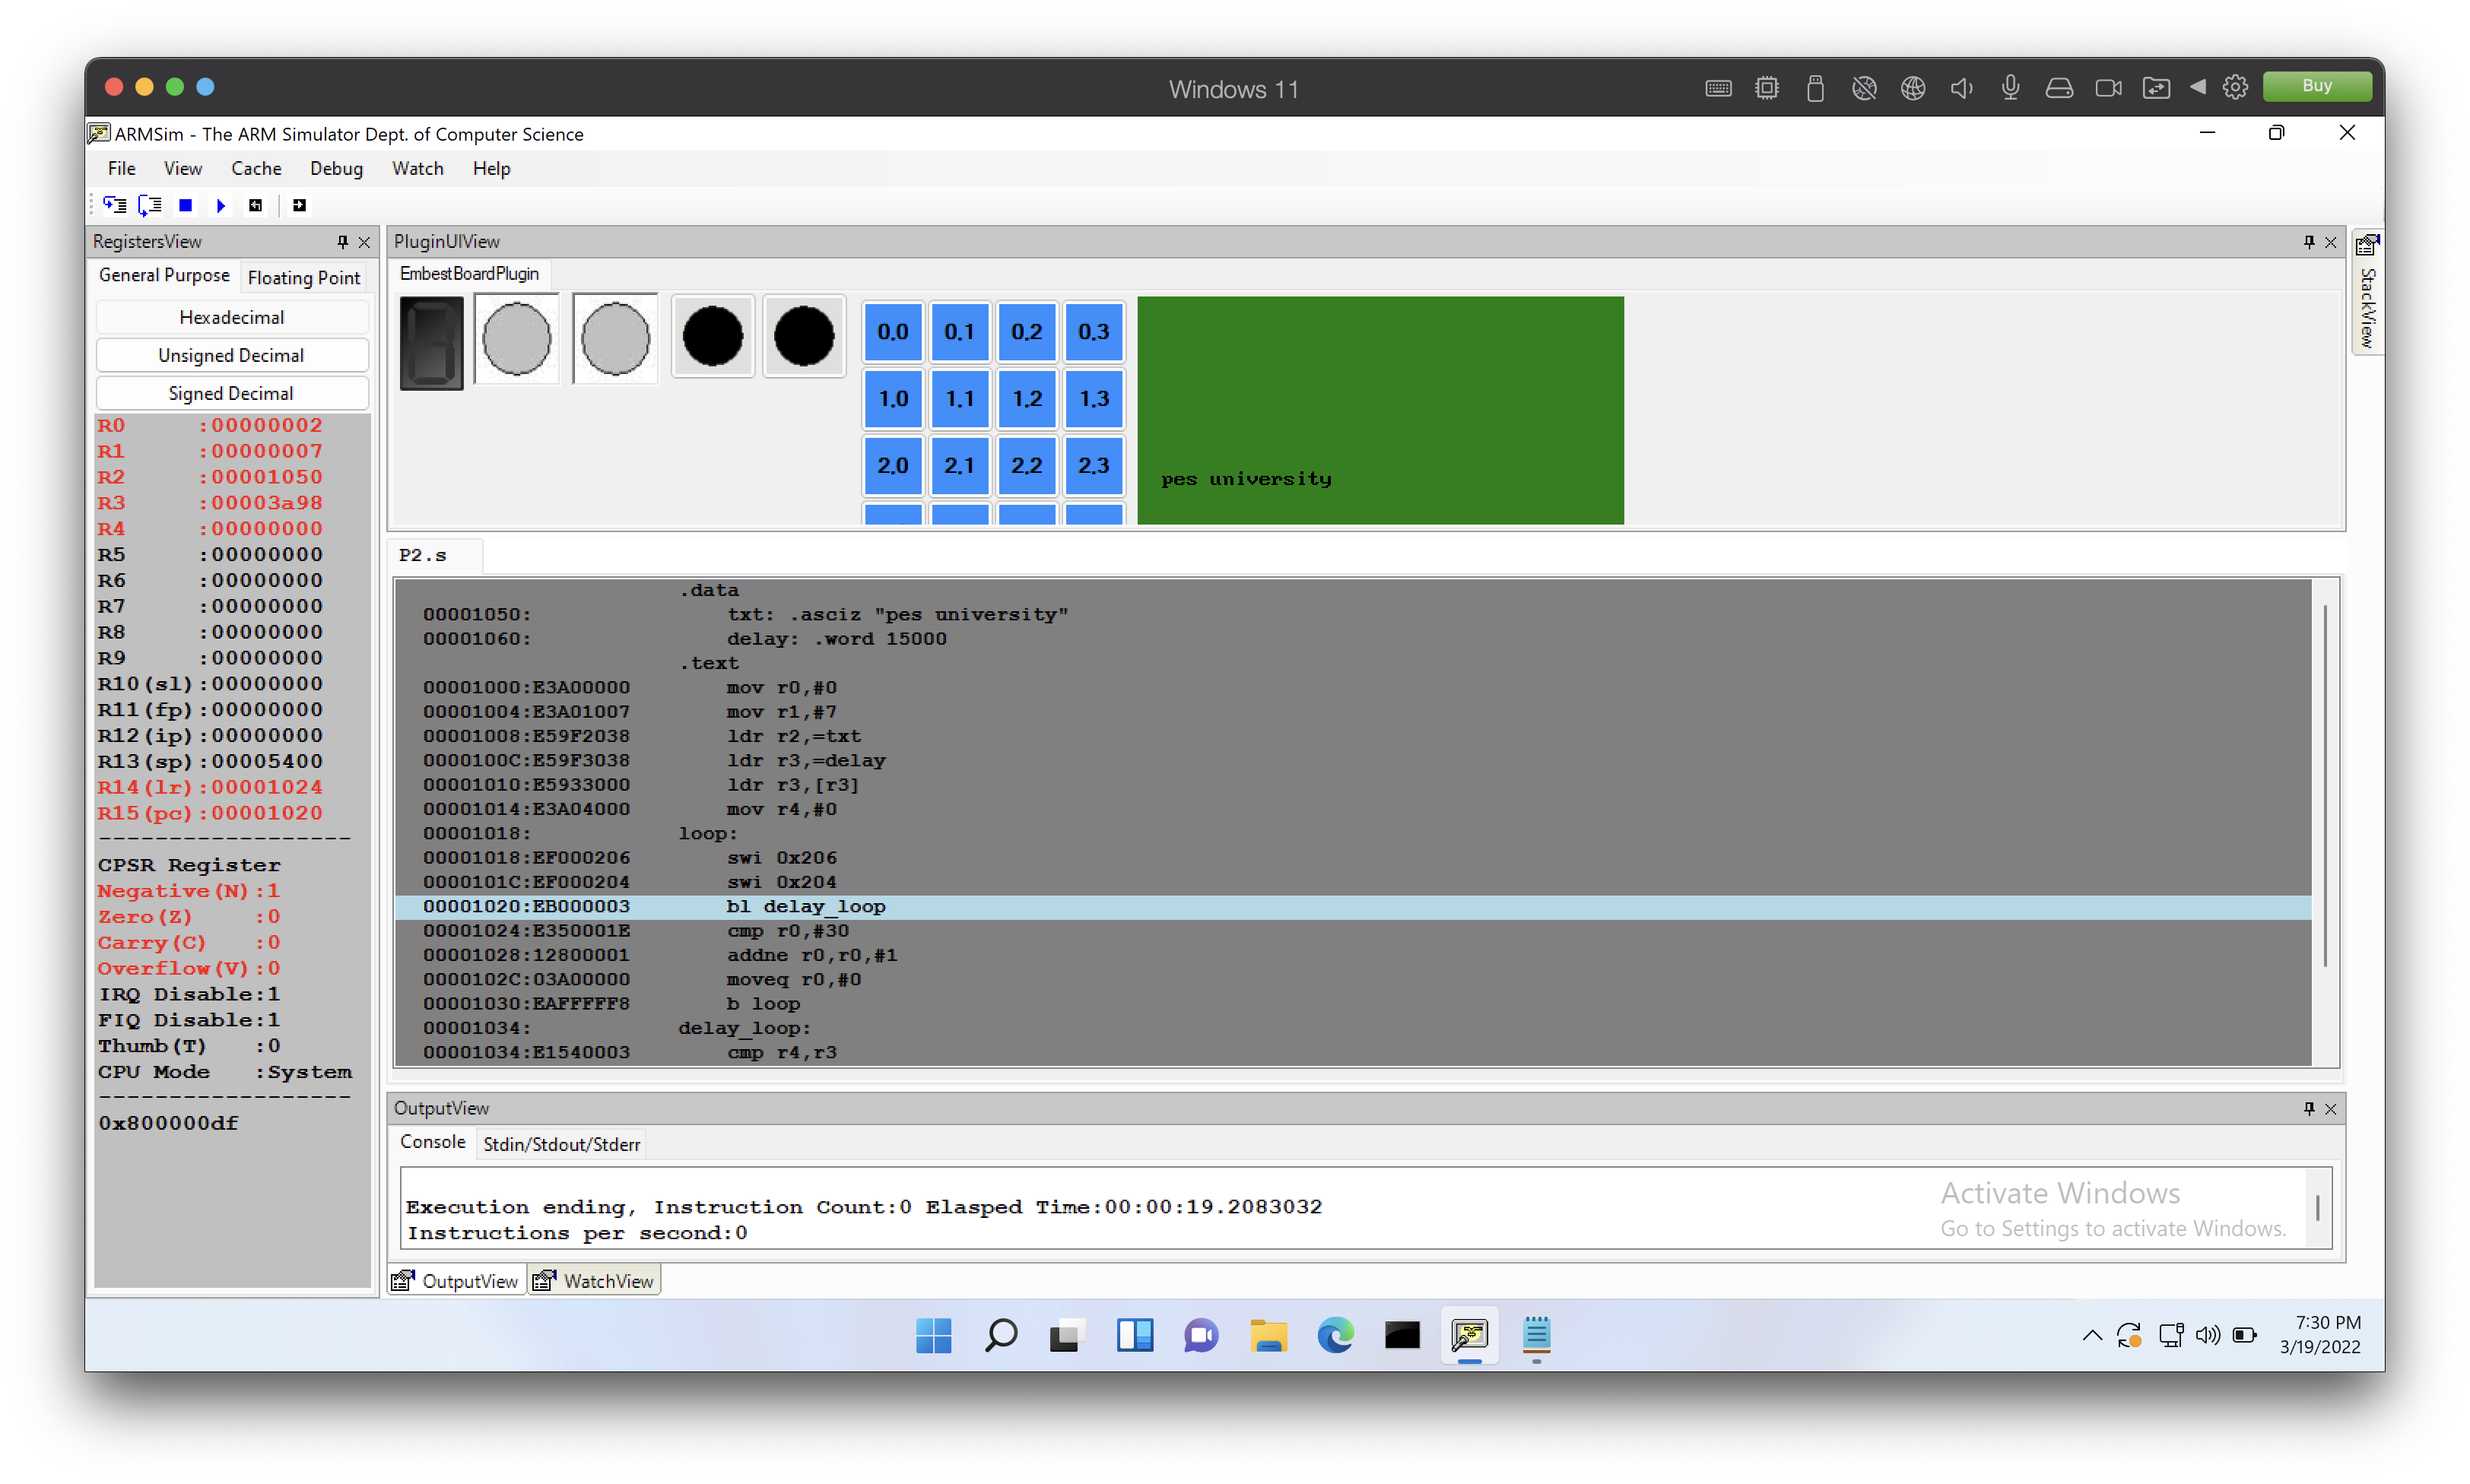 Windows 11
Buy
ARMSim - The ARM Simulator Dept. of Computer Science
File View Cache Debug Watch Help
RegistersView
General Purpose Floating Point
Hexadecimal
Unsigned Decimal
Signed Decimal
R0 :00000002
R1 :00000007
R2 :00001050
R3 :00003a98
R4 :00000000
R5 :00000000
R6 :00000000
R7 :00000000
R8 :00000000
R9 :00000000
R10(sl):00000000
R11(fp):00000000
R12(ip):00000000
R13(sp):00005400
R14(lr):00001024
R15(pc):00001020
-------------------
CPSR Register
Negative(N):1
Zero(Z) :0
Carry(C) :0
Overflow(V):0
IRQ Disable:1
FIQ Disable:1
Thumb(T) :0
CPU Mode :System
-------------------
0x800000df
PluginUIView
EmbestBoardPlugin
0.0 0.1 0.2 0.3
1.0 1.1 1.2 1.3
2.0 2.1 2.2 2.3
pes university
StackView
P2.s
.data
00001050: txt: .asciz "pes university"
00001060: delay: .word 15000
.text
00001000:E3A00000 mov r0,#0
00001004:E3A01007 mov r1,#7
00001008:E59F2038 ldr r2,=txt
0000100C:E59F3038 ldr r3,=delay
00001010:E5933000 ldr r3,[r3]
00001014:E3A04000 mov r4,#0
00001018: loop:
00001018:EF000206 swi 0x206
0000101C:EF000204 swi 0x204
00001020:EB000003 bl delay_loop
00001024:E350001E cmp r0,#30
00001028:12800001 addne r0,r0,#1
0000102C:03A00000 moveq r0,#0
00001030:EAFFFFF8 b loop
00001034: delay_loop:
00001034:E1540003 cmp r4,r3
OutputView
Console Stdin/Stdout/Stderr
Execution ending, Instruction Count:0 Elasped Time:00:00:19.2083032
Instructions per second:0
Activate Windows
Go to Settings to activate Windows.
OutputView WatchView
7:30 PM
3/19/2022